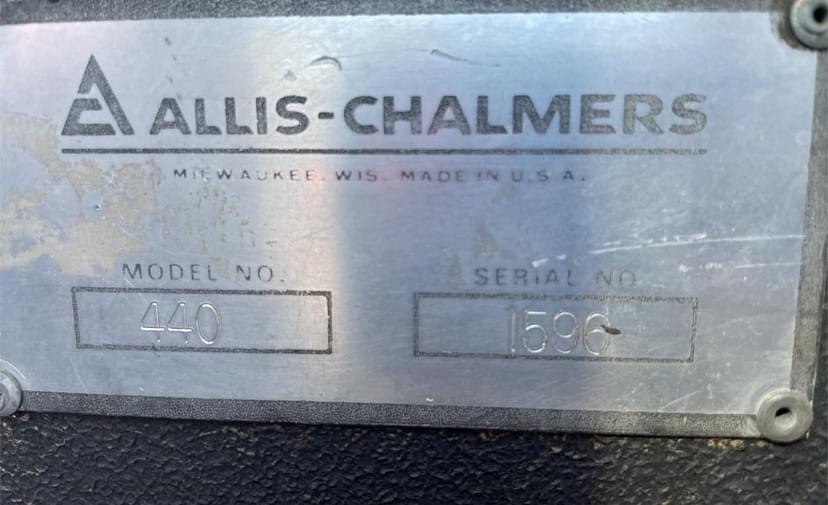 ALLIS-CHALMERS
MILWAUKEE, WIS. MADE IN U.S.A.
MODEL NO.
SERIAL NO
440
1596